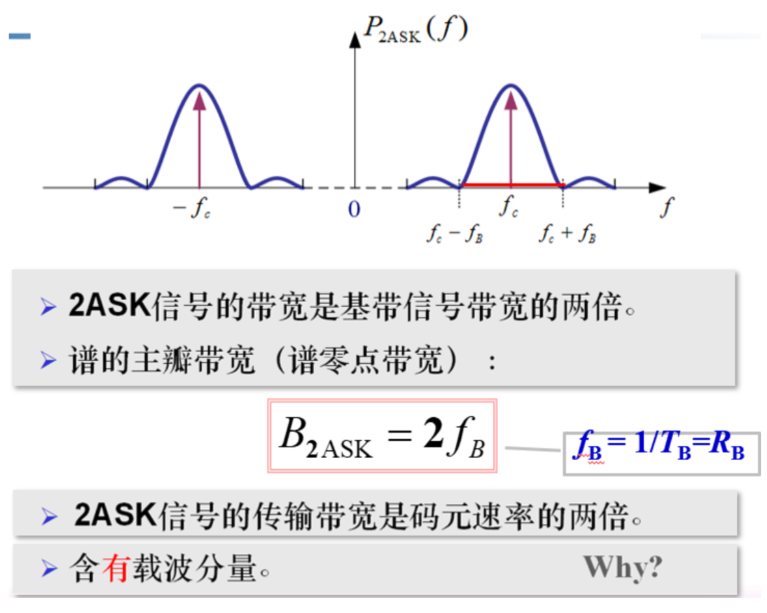 P_{2ASK}(f)
-f_c 0 f_c f
f_c - f_B f_c + f_B
➢ 2ASK信号的带宽是基带信号带宽的两倍。
➢ 谱的主瓣带宽（谱零点带宽）：
B_{2ASK} = 2f_B
f_B = 1/T_B=R_B
➢ 2ASK信号的传输带宽是码元速率的两倍。
➢ 含有载波分量。 Why?